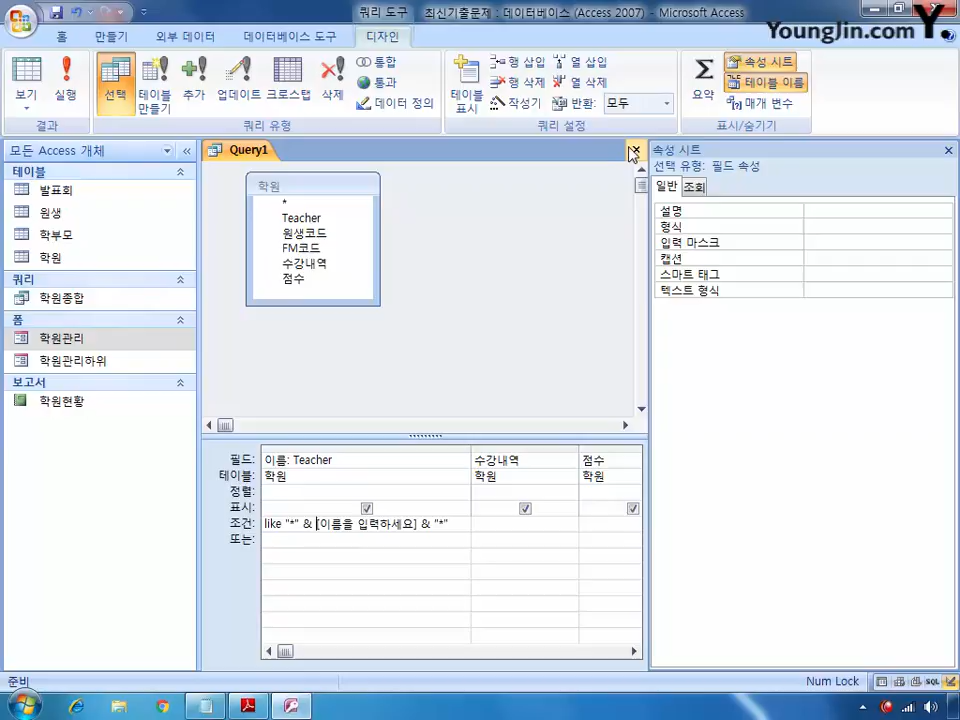 쿼리 도구
최신기출문제 : 데이터베이스 (Access 2007) - Microsoft Access
YoungJin.com Y
홈 만들기 외부 데이터 데이터베이스 도구 디자인
보기 실행 선택 테이블 만들기 추가 업데이트 크로스탭 삭제
통합
통과
데이터 정의
테이블 표시
행 삽입
행 삭제
작성기
열 삽입
열 삭제
반환: 모두
요약
속성 시트
테이블 이름
매개 변수
결과 쿼리 유형 쿼리 설정 표시/숨기기
모든 Access 개체
테이블
발표회
원생
학부모
학원
쿼리
학원종합
폼
학원관리
학원관리하위
보고서
학원현황
Query1
학원
*
Teacher
원생코드
FM코드
수강내역
점수
필드: 이름: Teacher 수강내역 점수
테이블: 학원 학원 학원
정렬:
표시:
조건: like "*" & [이름을 입력하세요] & "*"
또는:
속성 시트
선택 유형: 필드 속성
일반 조회
설명
형식
입력 마스크
캡션
스마트 태그
텍스트 형식
준비
Num Lock
SQL